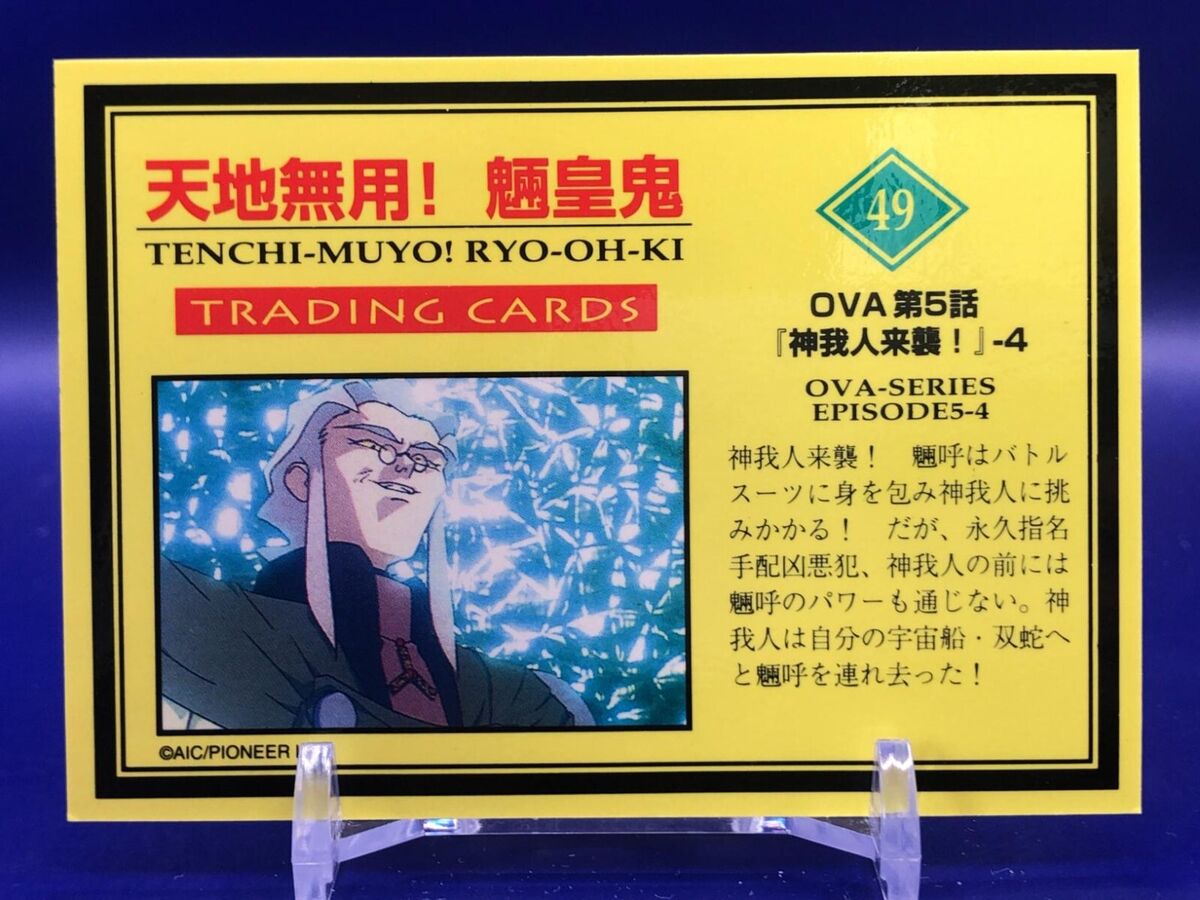 天地無用! 魎皇鬼
TENCHI-MUYO! RYO-OH-KI
TRADING CARDS
©AIC/PIONEER
49
OVA 第5話
『神我人来襲!』-4
OVA-SERIES
EPISODE5-4
神我人来襲! 魎呼はバトル
スーツに身を包み神我人に挑
みかかる! だが、永久指名
手配凶悪犯、神我人の前には
魎呼のパワーも通じない。神
我人は自分の宇宙船・双蛇へ
と魎呼を連れ去った!